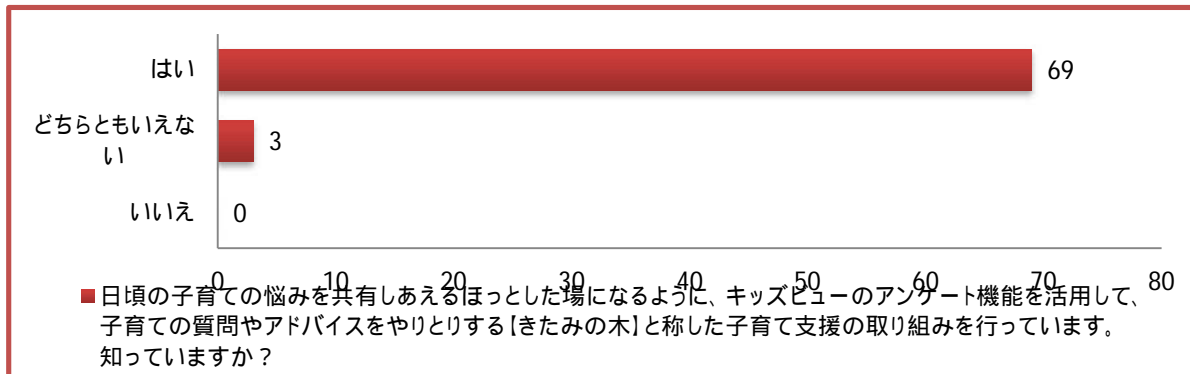 はい
69
どちらともいえな
い
3
いいえ
0
0 10 20 30 40 50 60 70 80
日頃の子育ての悩みを共有しあえるほっとした場になるように、キッズビューのアンケート機能を活用して、
子育ての質問やアドバイスをやりとりする【きたみの木】と称した子育て支援の取り組みを行っています。
知っていますか？